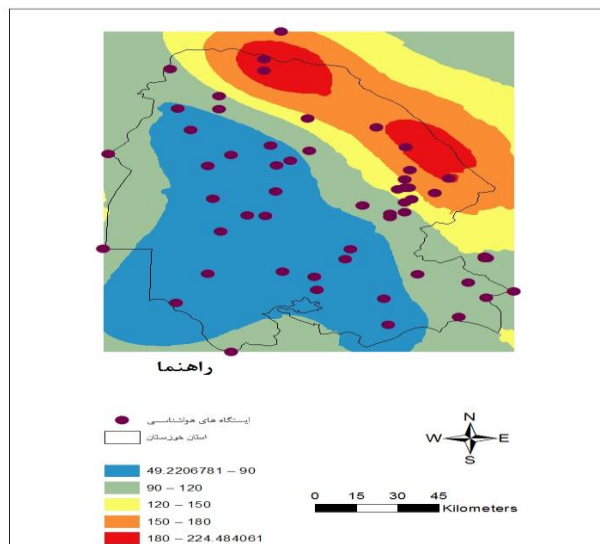 راهنما
ایستگاه های هواشناسی
استان خوزستان
49.2206781 – 90
90 – 120
120 – 150
150 – 180
180 – 224.484061
N
W E
S
0 15 30 45
Kilometers